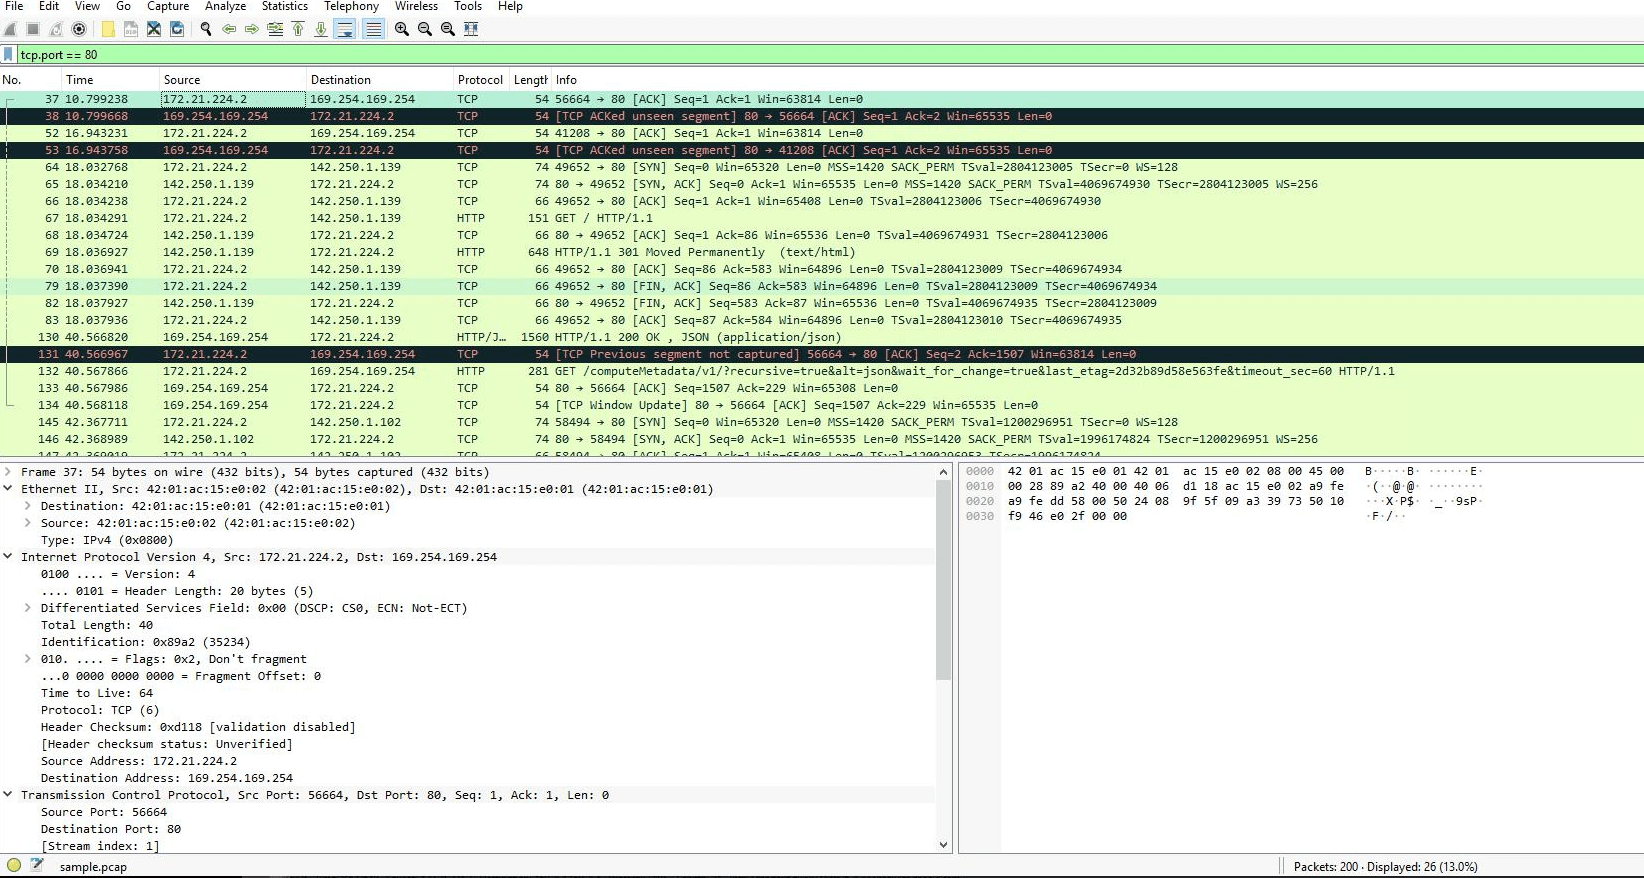 File Edit View Go Capture Analyze Statistics Telephony Wireless Tools Help
tcp.port == 80
No. Time Source Destination Protocol Length Info
37 10.799238 172.21.224.2 169.254.169.254 TCP 54 56664 → 80 [ACK] Seq=1 Ack=1 Win=63814 Len=0
38 10.799668 169.254.169.254 172.21.224.2 TCP 54 [TCP ACKed unseen segment] 80 → 56664 [ACK] Seq=1 Ack=2 Win=65535 Len=0
52 16.943231 172.21.224.2 169.254.169.254 TCP 54 41208 → 80 [ACK] Seq=1 Ack=1 Win=63814 Len=0
53 16.943758 169.254.169.254 172.21.224.2 TCP 54 [TCP ACKed unseen segment] 80 → 41208 [ACK] Seq=1 Ack=2 Win=65535 Len=0
64 18.032768 172.21.224.2 142.250.1.139 TCP 74 49652 → 80 [SYN] Seq=0 Win=65320 Len=0 MSS=1420 SACK_PERM TSval=2804123005 TSecr=0 WS=128
65 18.034210 142.250.1.139 172.21.224.2 TCP 74 80 → 49652 [SYN, ACK] Seq=0 Ack=1 Win=65535 Len=0 MSS=1420 SACK_PERM TSval=4069674930 TSecr=2804123005 WS=256
66 18.034238 172.21.224.2 142.250.1.139 TCP 66 49652 → 80 [ACK] Seq=1 Ack=1 Win=65408 Len=0 TSval=2804123006 TSecr=4069674930
67 18.034291 172.21.224.2 142.250.1.139 HTTP 151 GET / HTTP/1.1
68 18.034724 142.250.1.139 172.21.224.2 TCP 66 80 → 49652 [ACK] Seq=1 Ack=86 Win=65536 Len=0 TSval=4069674931 TSecr=2804123006
69 18.036927 142.250.1.139 172.21.224.2 HTTP 648 HTTP/1.1 301 Moved Permanently (text/html)
70 18.036941 172.21.224.2 142.250.1.139 TCP 66 49652 → 80 [ACK] Seq=86 Ack=583 Win=64896 Len=0 TSval=2804123009 TSecr=4069674934
79 18.037390 172.21.224.2 142.250.1.139 TCP 66 49652 → 80 [FIN, ACK] Seq=86 Ack=583 Win=64896 Len=0 TSval=2804123009 TSecr=4069674934
82 18.037927 142.250.1.139 172.21.224.2 TCP 66 80 → 49652 [FIN, ACK] Seq=583 Ack=87 Win=65536 Len=0 TSval=4069674935 TSecr=2804123009
83 18.037936 172.21.224.2 142.250.1.139 TCP 66 49652 → 80 [ACK] Seq=87 Ack=584 Win=64896 Len=0 TSval=2804123010 TSecr=4069674935
130 40.566820 169.254.169.254 172.21.224.2 HTTP/J… 1560 HTTP/1.1 200 OK , JSON (application/json)
131 40.566967 172.21.224.2 169.254.169.254 TCP 54 [TCP Previous segment not captured] 56664 → 80 [ACK] Seq=2 Ack=1507 Win=63814 Len=0
132 40.567866 172.21.224.2 169.254.169.254 HTTP 281 GET /computeMetadata/v1/?recursive=true&alt=json&wait_for_change=true&last_etag=2d32b89d58e563fe&timeout_sec=60 HTTP/1.1
133 40.567986 169.254.169.254 172.21.224.2 TCP 54 80 → 56664 [ACK] Seq=1507 Ack=229 Win=65308 Len=0
134 40.568118 169.254.169.254 172.21.224.2 TCP 54 [TCP Window Update] 80 → 56664 [ACK] Seq=1507 Ack=229 Win=65535 Len=0
145 42.367711 172.21.224.2 142.250.1.102 TCP 74 58494 → 80 [SYN] Seq=0 Win=65320 Len=0 MSS=1420 SACK_PERM TSval=1200296951 TSecr=0 WS=128
146 42.368989 142.250.1.102 172.21.224.2 TCP 74 80 → 58494 [SYN, ACK] Seq=0 Ack=1 Win=65535 Len=0 MSS=1420 SACK_PERM TSval=1996174824 TSecr=1200296951 WS=256
147 42.369019 172.21.224.2 142.250.1.102 TCP 66 58494 → 80 [ACK] Seq=1 Ack=1 Win=65408 Len=0 TSval=1200296953 TSecr=1996174824
Frame 37: 54 bytes on wire (432 bits), 54 bytes captured (432 bits)
Ethernet II, Src: 42:01:ac:15:e0:02 (42:01:ac:15:e0:02), Dst: 42:01:ac:15:e0:01 (42:01:ac:15:e0:01)
Destination: 42:01:ac:15:e0:01 (42:01:ac:15:e0:01)
Source: 42:01:ac:15:e0:02 (42:01:ac:15:e0:02)
Type: IPv4 (0x0800)
Internet Protocol Version 4, Src: 172.21.224.2, Dst: 169.254.169.254
0100 .... = Version: 4
.... 0101 = Header Length: 20 bytes (5)
Differentiated Services Field: 0x00 (DSCP: CS0, ECN: Not-ECT)
Total Length: 40
Identification: 0x89a2 (35234)
010. .... = Flags: 0x2, Don't fragment
...0 0000 0000 0000 = Fragment Offset: 0
Time to Live: 64
Protocol: TCP (6)
Header Checksum: 0xd118 [validation disabled]
[Header checksum status: Unverified]
Source Address: 172.21.224.2
Destination Address: 169.254.169.254
Transmission Control Protocol, Src Port: 56664, Dst Port: 80, Seq: 1, Ack: 1, Len: 0
Source Port: 56664
Destination Port: 80
[Stream index: 1]
0000 42 01 ac 15 e0 01 42 01 ac 15 e0 02 08 00 45 00 B·····B· ······E·
0010 00 28 89 a2 40 00 40 06 d1 18 ac 15 e0 02 a9 fe ·(··@·@· ········
0020 a9 fe dd 58 00 50 24 08 9f 5f 09 a3 39 73 50 10 ···X·P$· ·_··9sP·
0030 f9 46 e0 2f 00 00 ·F·/··
sample.pcap
Packets: 200 · Displayed: 26 (13.0%)